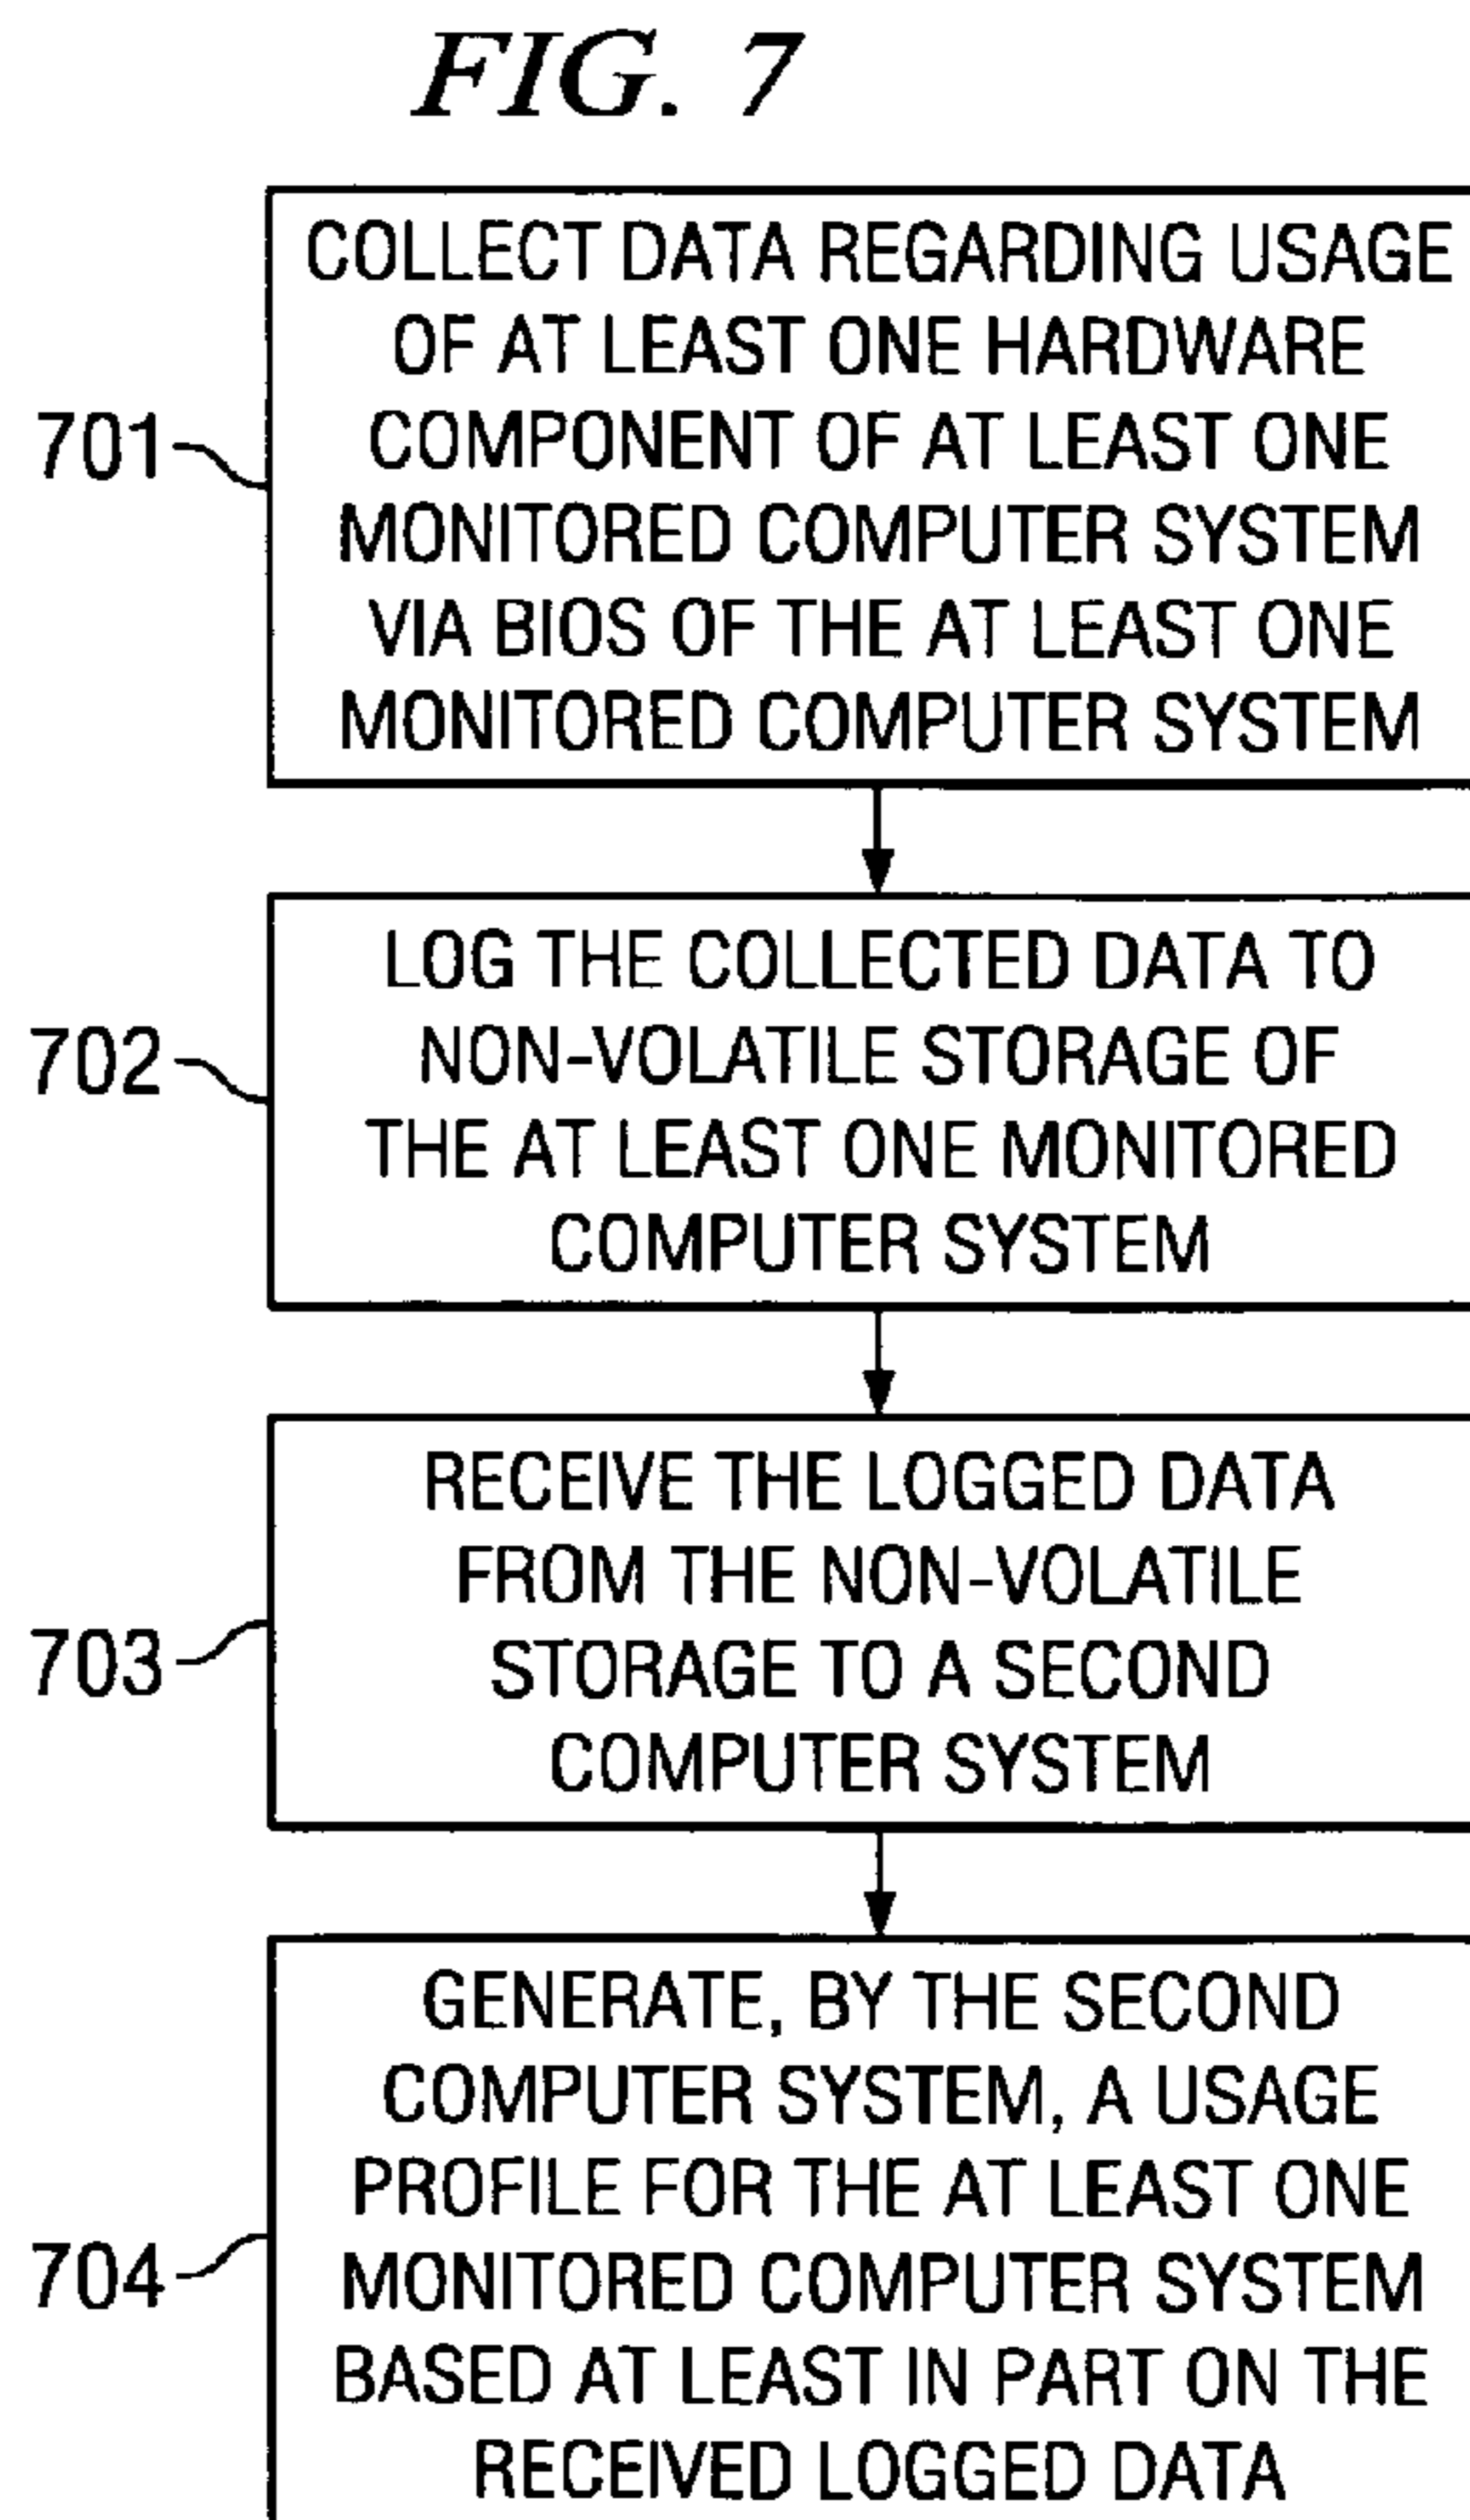 FIG. 7
COLLECT DATA REGARDING USAGE
OF AT LEAST ONE HARDWARE
COMPONENT OF AT LEAST ONE
MONITORED COMPUTER SYSTEM
VIA BIOS OF THE AT LEAST ONE
MONITORED COMPUTER SYSTEM
701
LOG THE COLLECTED DATA TO
NON-VOLATILE STORAGE OF
THE AT LEAST ONE MONITORED
COMPUTER SYSTEM
702
RECEIVE THE LOGGED DATA
FROM THE NON-VOLATILE
STORAGE TO A SECOND
COMPUTER SYSTEM
703
GENERATE, BY THE SECOND
COMPUTER SYSTEM, A USAGE
PROFILE FOR THE AT LEAST ONE
MONITORED COMPUTER SYSTEM
BASED AT LEAST IN PART ON THE
RECEIVED LOGGED DATA
704